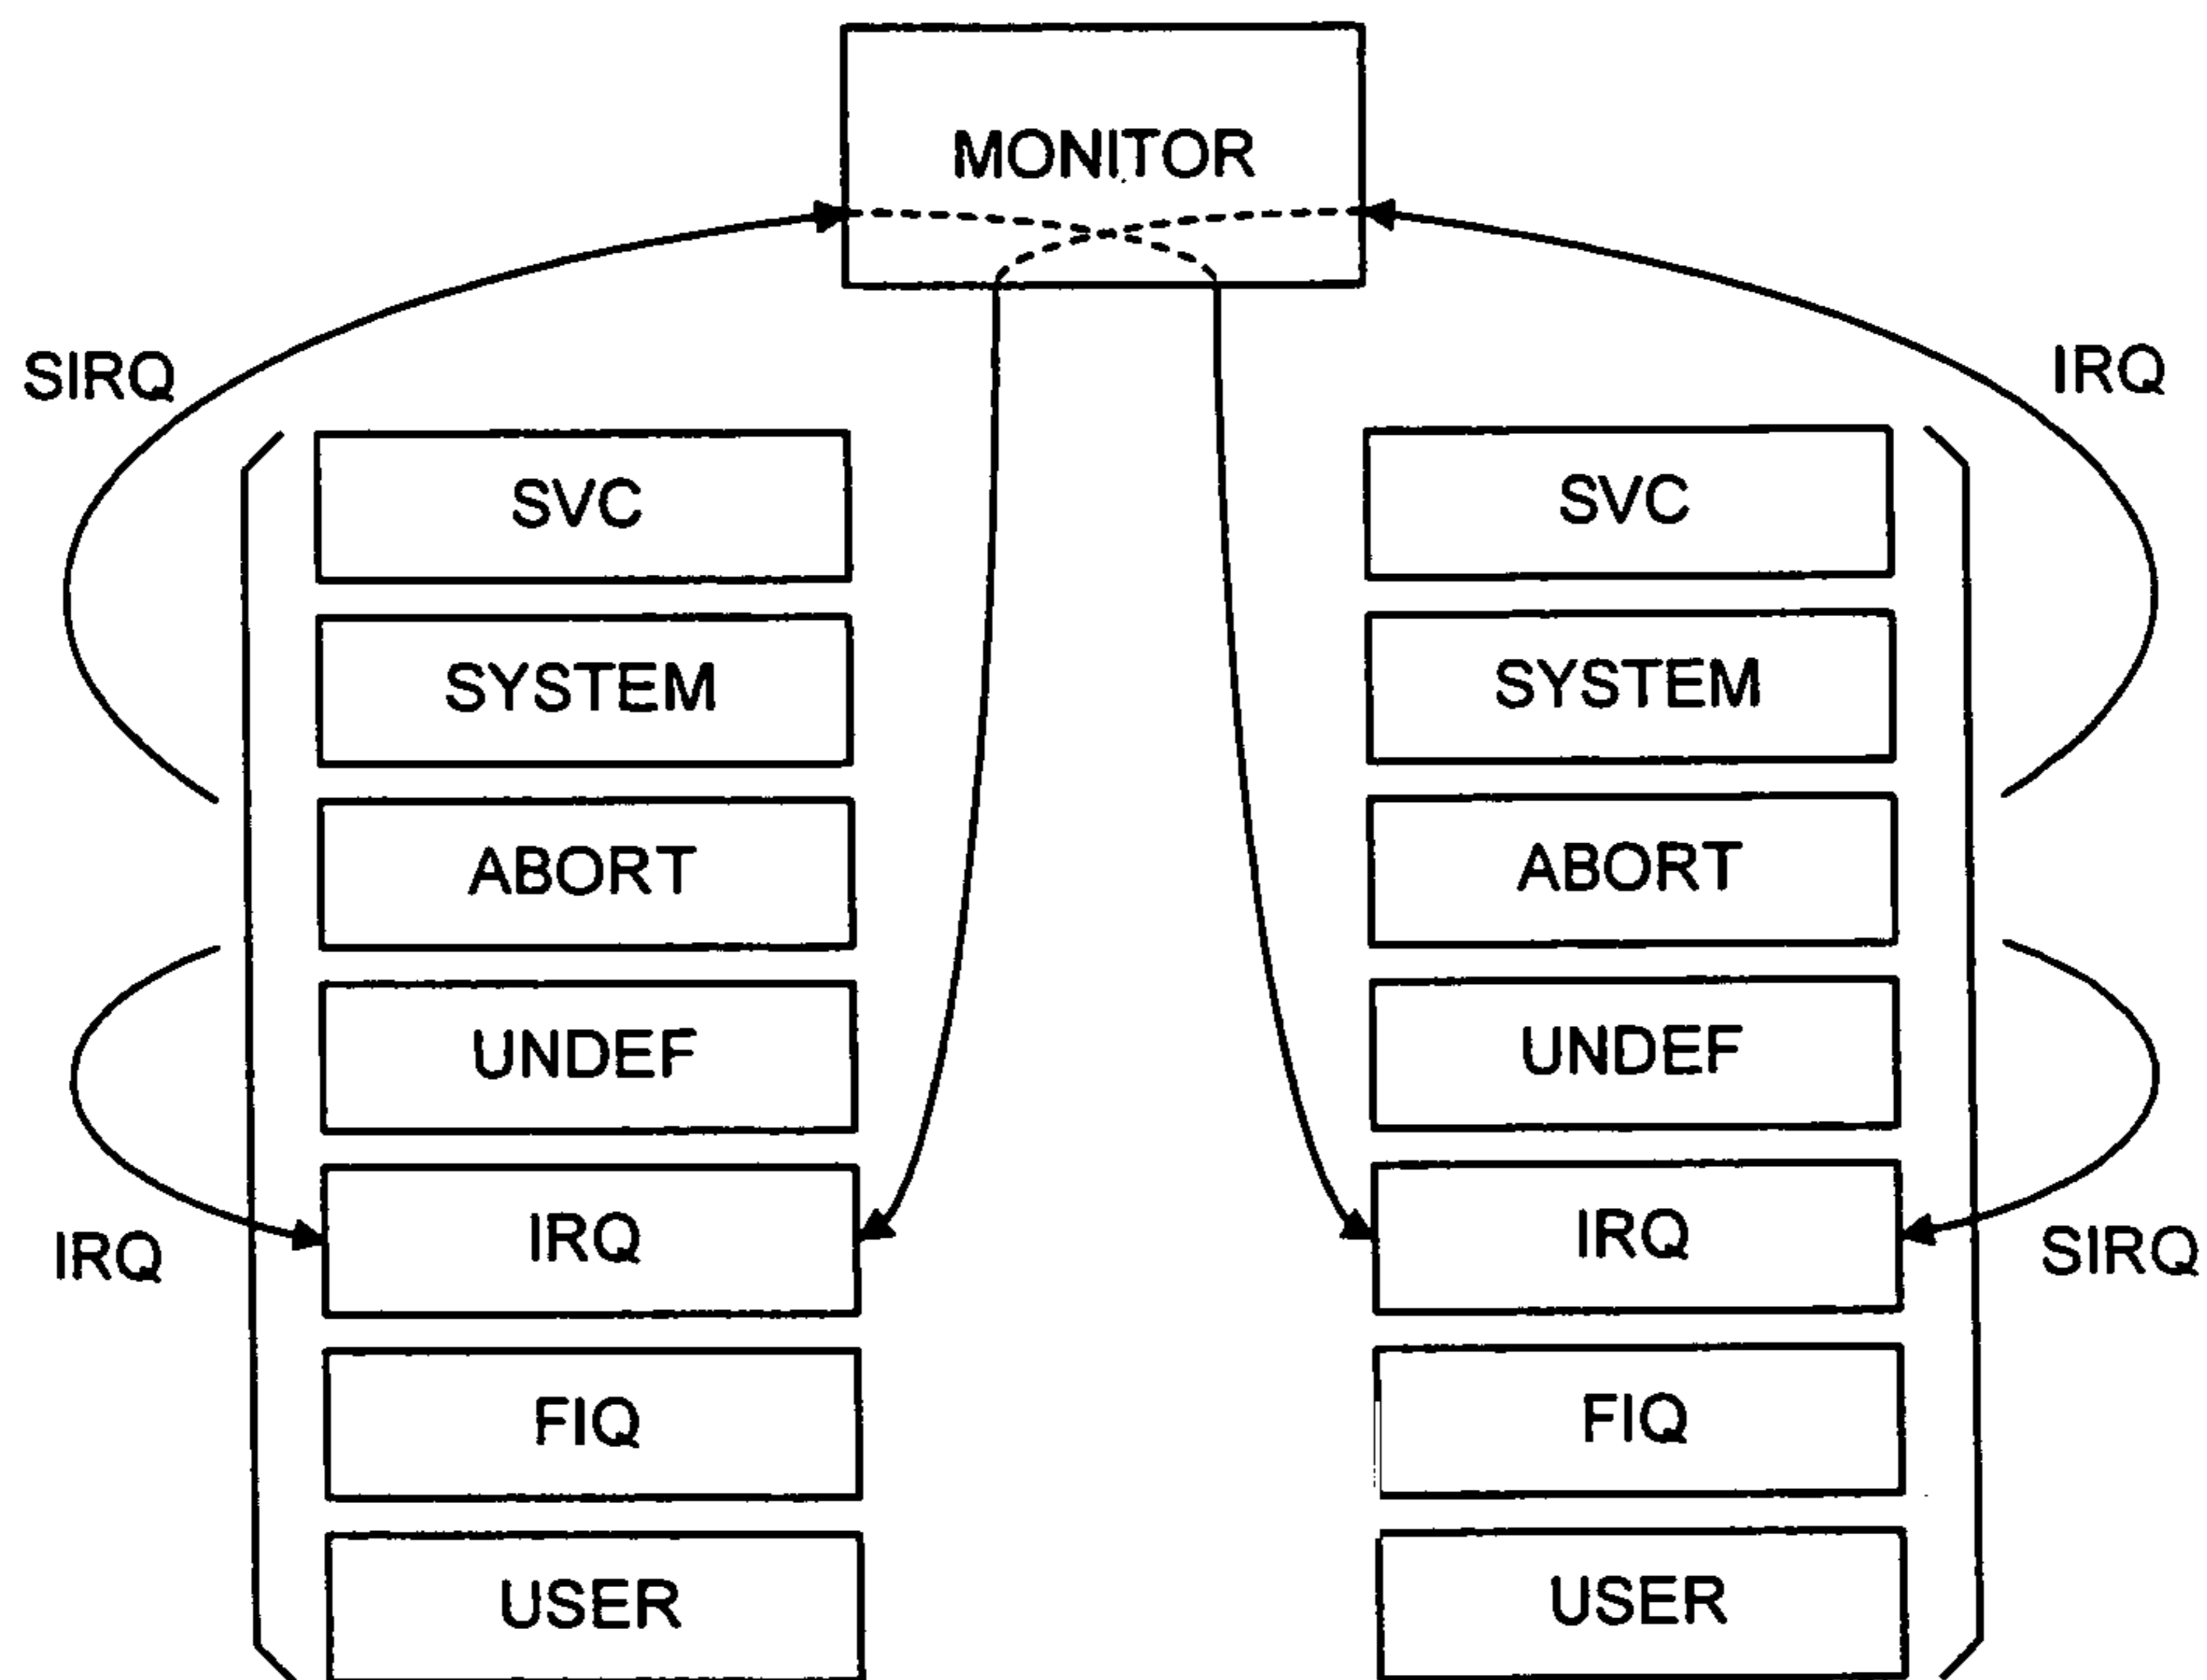 MONITOR
SIRQ
IRQ
SVC
SVC
SYSTEM
SYSTEM
ABORT
ABORT
UNDEF
UNDEF
IRQ
IRQ
IRQ
SIRQ
FIQ
FIQ
USER
USER